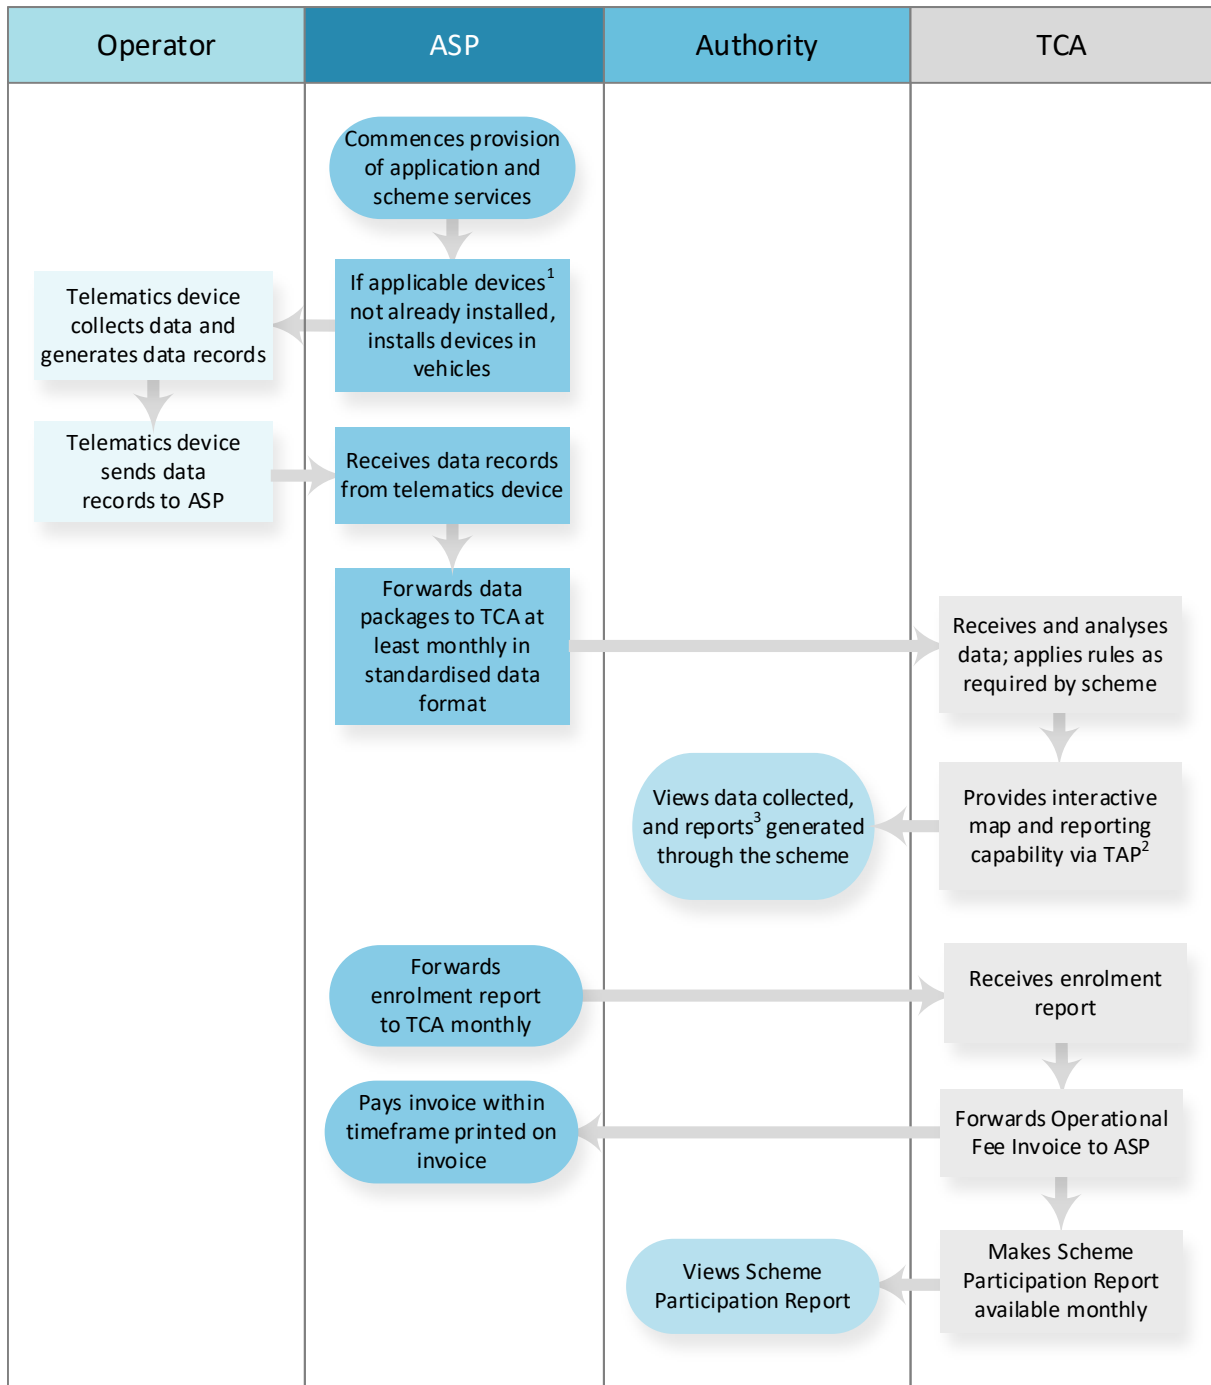 Operator
ASP
Authority
TCA
Commences provision
of application and
scheme services
If applicable devices1
not already installed,
installs devices in
vehicles
Telematics device
collects data and
generates data records
Telematics device
sends data
records to ASP
Receives data records
from telematics device
Forwards data
packages to TCA at
least monthly in
standardised data
format
Receives and analyses
data; applies rules as
required by scheme
Provides interactive
map and reporting
capability via TAP2
Views data collected,
and reports3 generated
through the scheme
Forwards
enrolment report
to TCA monthly
Receives enrolment
report
Forwards Operational
Fee Invoice to ASP
Pays invoice within
timeframe printed on
invoice
Makes Scheme
Participation Report
available monthly
Views Scheme
Participation Report